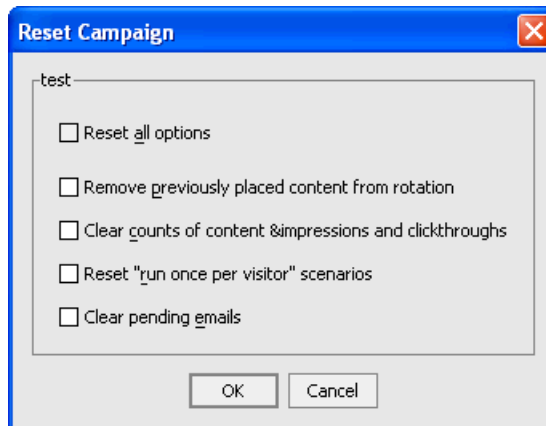 Reset Campaign
test
Reset all options
Remove previously placed content from rotation
Clear counts of content &impressions and clickthroughs
Reset "run once per visitor" scenarios
Clear pending emails
OK
Cancel